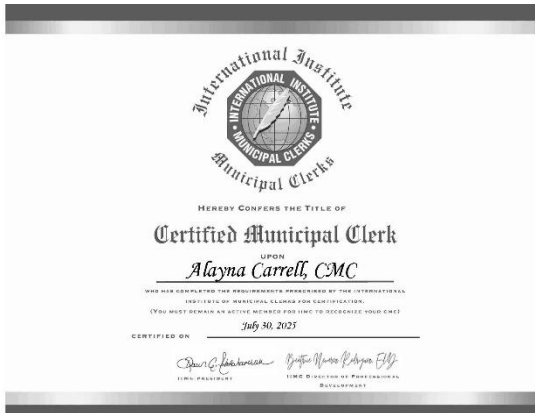 International Institute
INTERNATIONAL INSTITUTE
MUNICIPAL CLERKS
Municipal Clerks
HEREBY CONFERS THE TITLE OF
Certified Municipal Clerk
UPON
Alayna Carrell, CMC
WHO HAS COMPLETED THE REQUIREMENTS PRESCRIBED BY THE INTERNATIONAL
INSTITUTE OF MUNICIPAL CLERKS FOR CERTIFICATION.
(YOU MUST REMAIN AN ACTIVE MEMBER FOR IIMC TO RECOGNIZE YOUR CMC)
July 30, 2025
CERTIFIED ON
IIMC PRESIDENT
IIMC DIRECTOR OF PROFESSIONAL
DEVELOPMENT